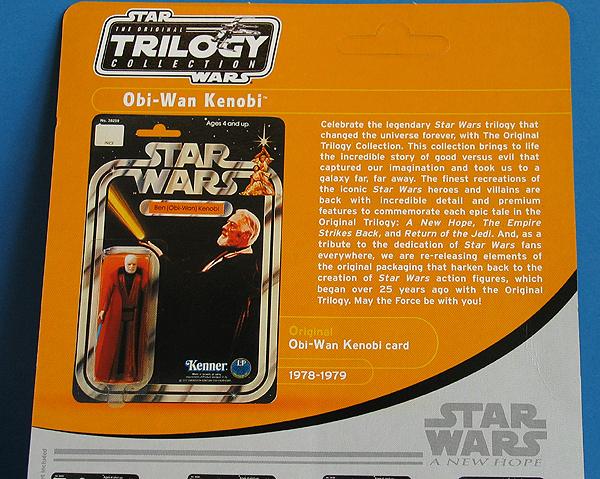 STAR
THE ORIGINAL
TRILOGY
COLLECTION
WARS
Obi-Wan Kenobi™
No. 38250
Ages 4 and up.
STAR
WARS
Ben (Obi-Wan) Kenobi
Kenner
LP
Celebrate the legendary Star Wars trilogy that
changed the universe forever, with The Original
Trilogy Collection. This collection brings to life
the incredible story of good versus evil that
captured our imagination and took us to a
galaxy far, far away. The finest recreations of
the iconic Star Wars heroes and villains are
back with incredible detail and premium
features to commemorate each epic tale in the
Original Trilogy: A New Hope, The Empire
Strikes Back, and Return of the Jedi. And, as a
tribute to the dedication of Star Wars fans
everywhere, we are re-releasing elements of
the original packaging that harken back to the
creation of Star Wars action figures, which
began over 25 years ago with the Original
Trilogy. May the Force be with you!
Original
Obi-Wan Kenobi card
1978-1979
STAR
WARS
A NEW HOPE